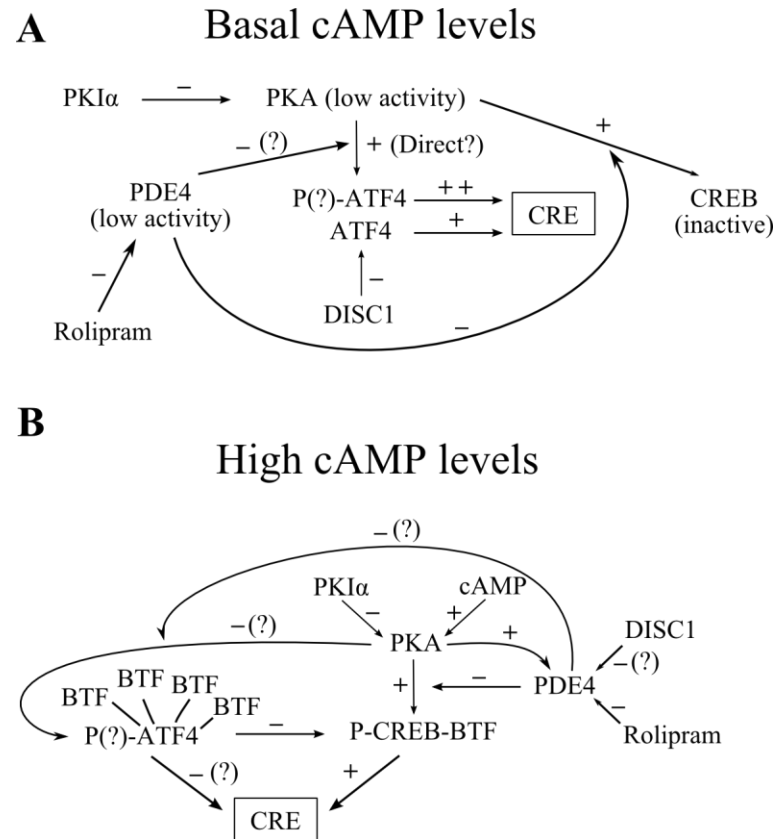 A
Basal cAMP levels
PKIα
–
PKA (low activity)
+
– (?)
+ (Direct?)
PDE4
(low activity)
P(?)-ATF4
++
ATF4
+
CRE
CREB
(inactive)
–
–
DISC1
Rolipram
–
B
High cAMP levels
– (?)
PKIα
cAMP
–
+
–(?)
PKA
+
DISC1
–(?)
BTF
BTF
BTF
BTF
+
–
PDE4
–
P(?)-ATF4
–
P-CREB-BTF
Rolipram
– (?)
+
CRE